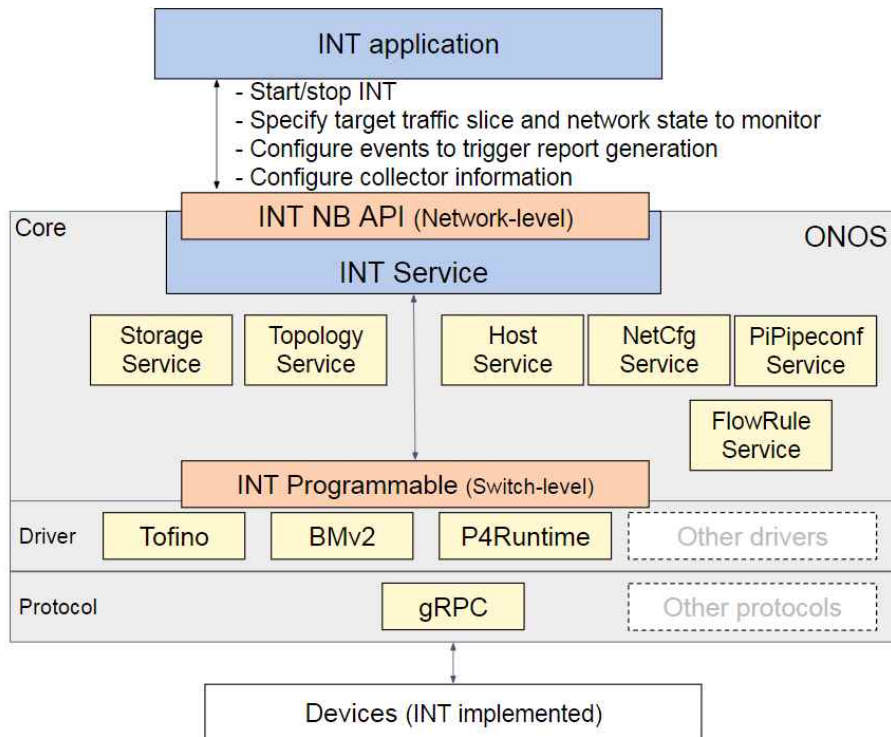 INT application
- Start/stop INT
- Specify target traffic slice and network state to monitor
- Configure events to trigger report generation
- Configure collector information
Core
INT NB API (Network-level)
ONOS
INT Service
Storage
Service
Topology
Service
Host
Service
NetCfg
Service
PiPipeconf
Service
FlowRule
Service
INT Programmable (Switch-level)
Driver
Tofino
BMv2
P4Runtime
Other drivers
Protocol
gRPC
Other protocols
Devices (INT implemented)